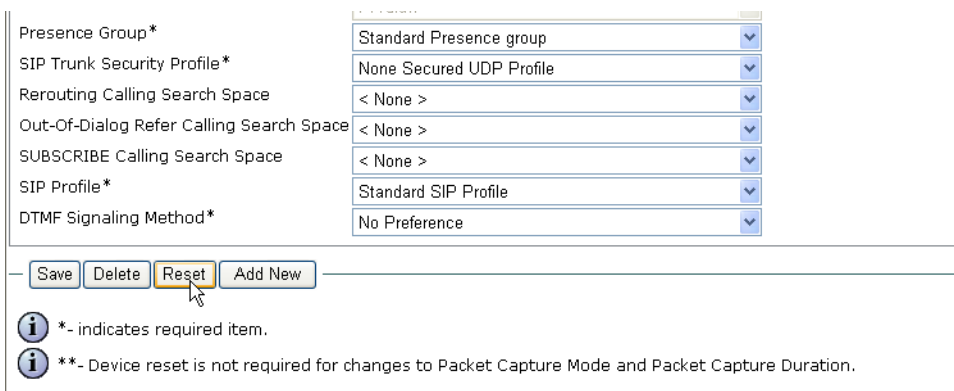 Presence Group* Standard Presence group
SIP Trunk Security Profile* None Secured UDP Profile
Rerouting Calling Search Space < None >
Out-Of-Dialog Refer Calling Search Space < None >
SUBSCRIBE Calling Search Space < None >
SIP Profile* Standard SIP Profile
DTMF Signaling Method* No Preference
Save Delete Reset Add New
*- indicates required item.
**- Device reset is not required for changes to Packet Capture Mode and Packet Capture Duration.